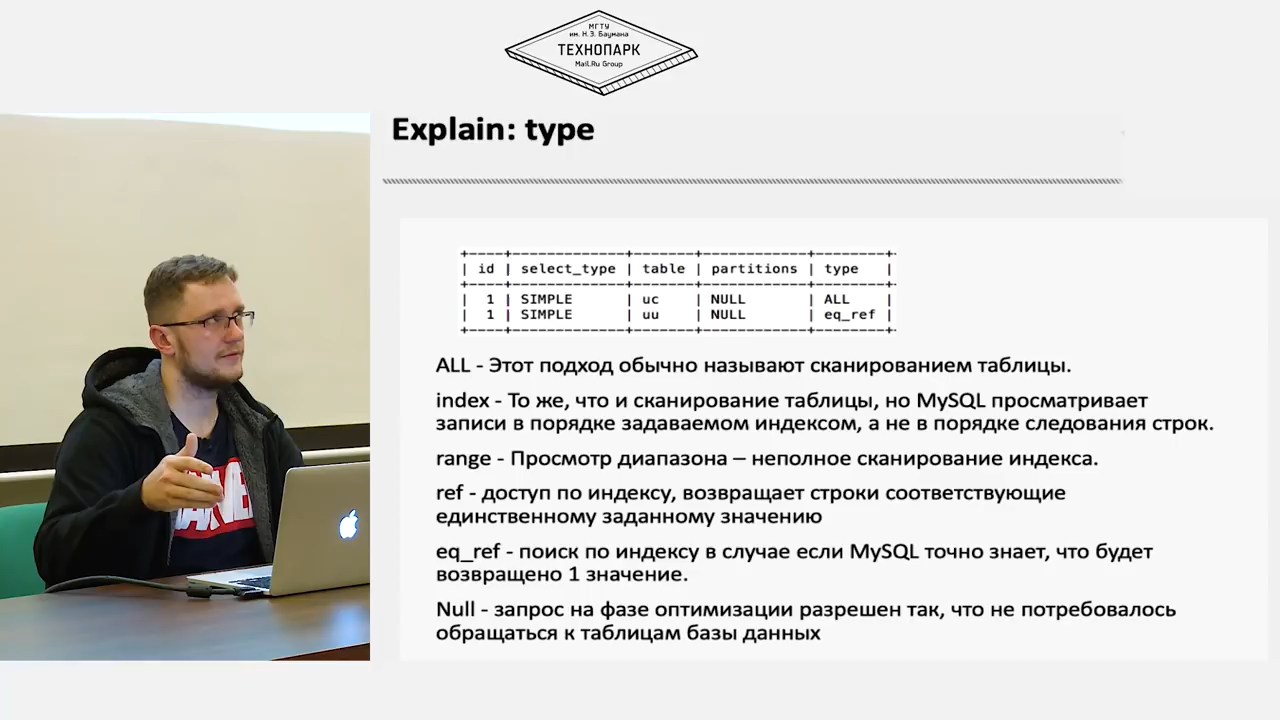 МГТУ
им. Н.Э. Баумана
ТЕХНОПАРК
Mail.Ru Group
Explain: type
+----+-------------+-------+------------+--------+
| id | select_type | table | partitions | type   |
+----+-------------+-------+------------+--------+
| 1 | SIMPLE | uc | NULL | ALL |
| 1 | SIMPLE | uu | NULL | eq_ref |
+----+-------------+-------+------------+--------+
ALL - Этот подход обычно называют сканированием таблицы.
index - То же, что и сканирование таблицы, но MySQL просматривает
записи в порядке задаваемом индексом, а не в порядке следования строк.
range - Просмотр диапазона – неполное сканирование индекса.
ref - доступ по индексу, возвращает строки соответствующие
единственному заданному значению
eq_ref - поиск по индексу в случае если MySQL точно знает, что будет
возвращено 1 значение.
Null - запрос на фазе оптимизации разрешен так, что не потребовалось
обращаться к таблицам базы данных